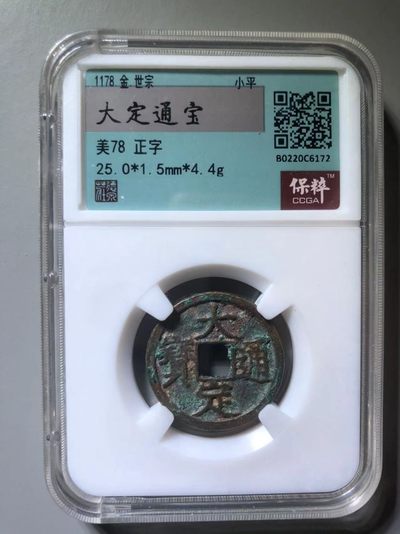 1178 金 世宗 小平
大定通宝
美78 正字
25.0*1.5mm*4.4g
B0220C6172
保粹 TM
CCGA
大定通寶